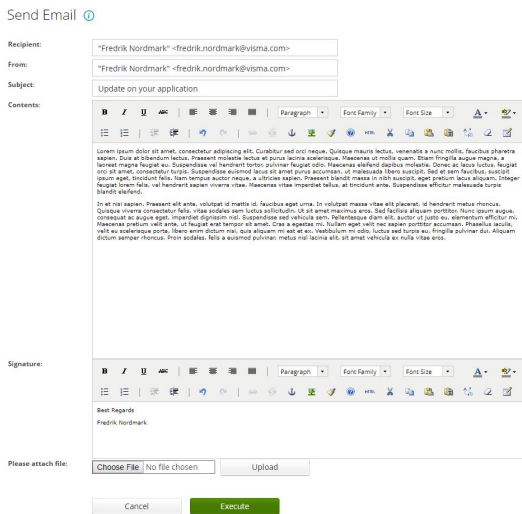 Send Email
Recipient:
"Fredrik Nordmark" <fredrik.nordmark@visma.com>
From:
"Fredrik Nordmark" <fredrik.nordmark@visma.com>
Subject:
Update on your application
Contents:
B I U ABC Paragraph Font Family Font Size A
HTML
Lorem ipsum dolor sit amet, consectetur adipiscing elit. Curabitur sed orci neque. Quisque mauris lectus, venenatis a nunc mollis, faucibus pharetra
sapien. Duis at bibendum lectus. Praesent molestie lectus et purus lacinia scelerisque. Maecenas ut mollis quam. Etiam fringilla augue magna, a
laoreet magna feugiat eu. Suspendisse vel hendrerit tortor, pulvinar feugiat odio. Maecenas eleifend dapibus molestie. Donec ac lacus luctus, feugiat
orci sit amet, consectetur turpis. Suspendisse euismod lacus sit amet purus accumsan, ut malesuada libero suscipit. Sed et sem faucibus, suscipit
ipsum eget, tincidunt felis. Nam tempus auctor neque, a ultricies sapien. Praesent blandit massa in nibh suscipit, eget pretium lacus aliquam. Integer
feugiat lorem felis, vel hendrerit sapien viverra vitae. Maecenas vitae imperdiet tellus, at tincidunt ante. Suspendisse efficitur malesuada turpis
blandit eleifend.
In et nisi sapien. Praesent elit ante, volutpat id mattis id, faucibus eget urna. In volutpat massa vitae elit placerat, id hendrerit metus rhoncus.
Quisque viverra consectetur felis, vitae sodales sem luctus sollicitudin. Ut sit amet maximus eros. Sed facilisis aliquam porttitor. Nunc ipsum augue,
consequat ac augue eget, imperdiet dignissim nisl. Suspendisse sed vehicula sem. Pellentesque diam elit, auctor ut justo eu, elementum efficitur mi.
Maecenas pretium velit ante, ut feugiat erat tempor sit amet. Cras a egestas mi. Nullam eget velit nec sapien porttitor accumsan. Phasellus iaculis,
velit eu scelerisque porta, libero enim dictum nisi, quis aliquam mi est et ex. Vestibulum mi odio, luctus sed turpis eu, fringilla pulvinar dui. Aliquam
dictum semper rhoncus. Proin sodales, felis a euismod pulvinar, metus nisl lacinia elit, sit amet vehicula ex nulla vitae eros.
Signature:
B I U ABC Paragraph Font Family Font Size A
HTML
Best Regards
Fredrik Nordmark
Please attach file:
Choose File No file chosen Upload
Cancel Execute